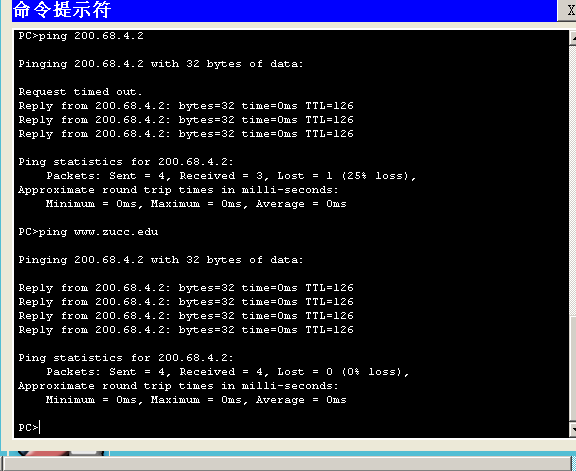 命令提示符
X
PC>ping 200.68.4.2
Pinging 200.68.4.2 with 32 bytes of data:
Request timed out.
Reply from 200.68.4.2: bytes=32 time=0ms TTL=126
Reply from 200.68.4.2: bytes=32 time=0ms TTL=126
Reply from 200.68.4.2: bytes=32 time=0ms TTL=126
Ping statistics for 200.68.4.2:
Packets: Sent = 4, Received = 3, Lost = 1 (25% loss),
Approximate round trip times in milli-seconds:
Minimum = 0ms, Maximum = 0ms, Average = 0ms
PC>ping www.zucc.edu
Pinging 200.68.4.2 with 32 bytes of data:
Reply from 200.68.4.2: bytes=32 time=0ms TTL=126
Reply from 200.68.4.2: bytes=32 time=0ms TTL=126
Reply from 200.68.4.2: bytes=32 time=0ms TTL=126
Reply from 200.68.4.2: bytes=32 time=0ms TTL=126
Ping statistics for 200.68.4.2:
Packets: Sent = 4, Received = 4, Lost = 0 (0% loss),
Approximate round trip times in milli-seconds:
Minimum = 0ms, Maximum = 0ms, Average = 0ms
PC>